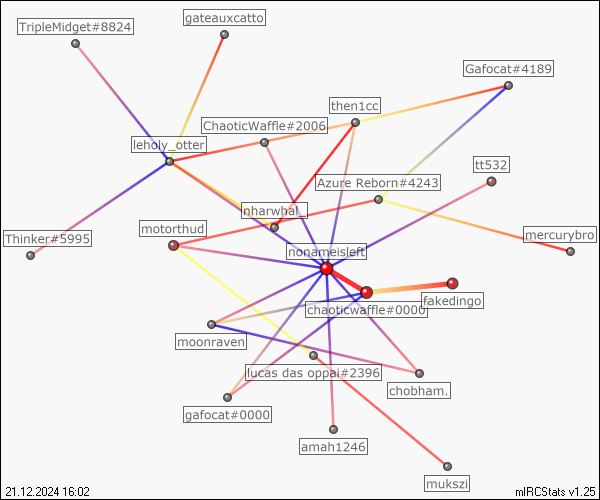 gateauxcatto
TripleMidget#8824
Gafocat#4189
then1cc
ChaoticWaffle#2006
leholy_otter
tt532
Azure Reborn#4243
nharwhal_
motorthud
mercurybro
Thinker#5995
nonameisleft
fakedingo
chaoticwaffle#0000
moonraven
lucas das oppai#2396
chobham.
gafocat#0000
amah1246
mukszi
21.12.2024 16:02
mIRCStats v1.25